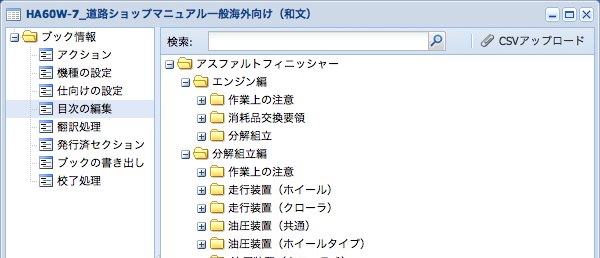 HA60W-7_道路ショップマニュアル一般海外向け（和文）
ブック情報
アクション
機種の設定
仕向けの設定
目次の編集
翻訳処理
発行済セクション
ブックの書き出し
校了処理
検索:
CSVアップロード
アスファルトフィニッシャー
エンジン編
作業上の注意
消耗品交換要領
分解組立
分解組立編
作業上の注意
走行装置（ホイール）
走行装置（クローラ）
油圧装置（共通）
油圧装置（ホイールタイプ）